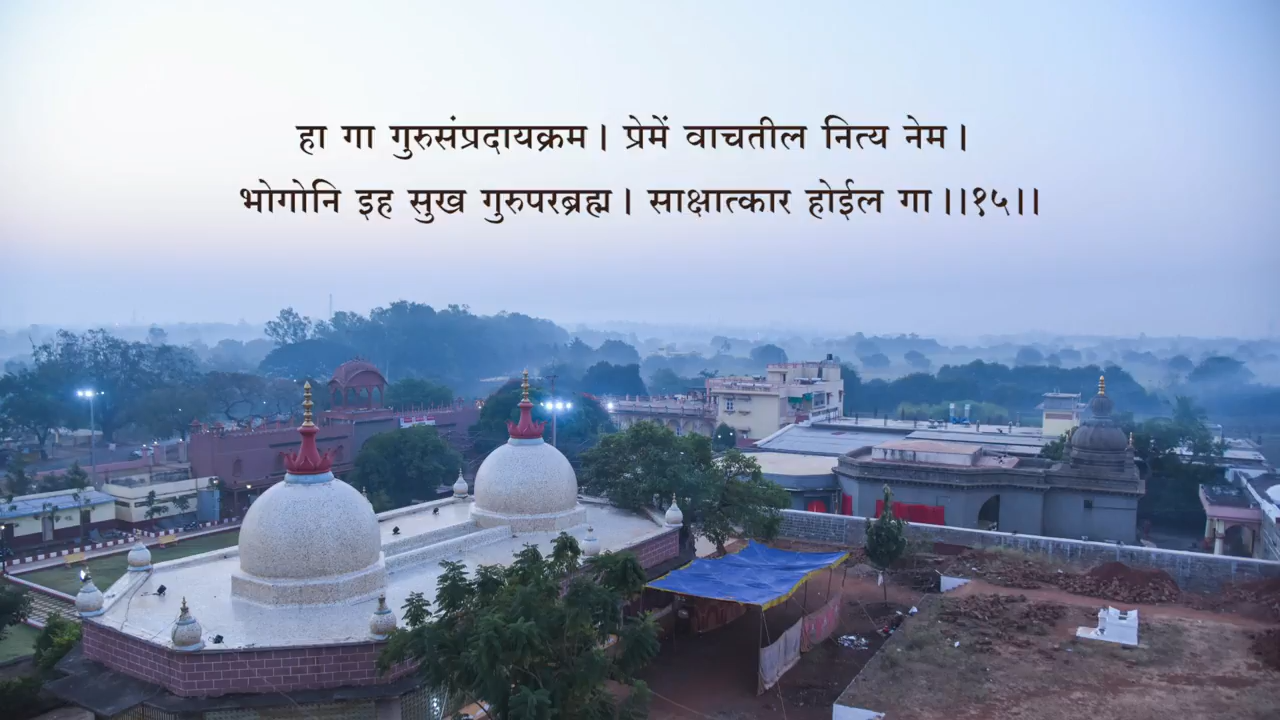 हा गा गुरुसंप्रदायक्रम। प्रेमें वाचतील नित्य नेम।
भोगोनि इह सुख गुरुपरब्रह्म। साक्षात्कार होईल गा।।१५।।